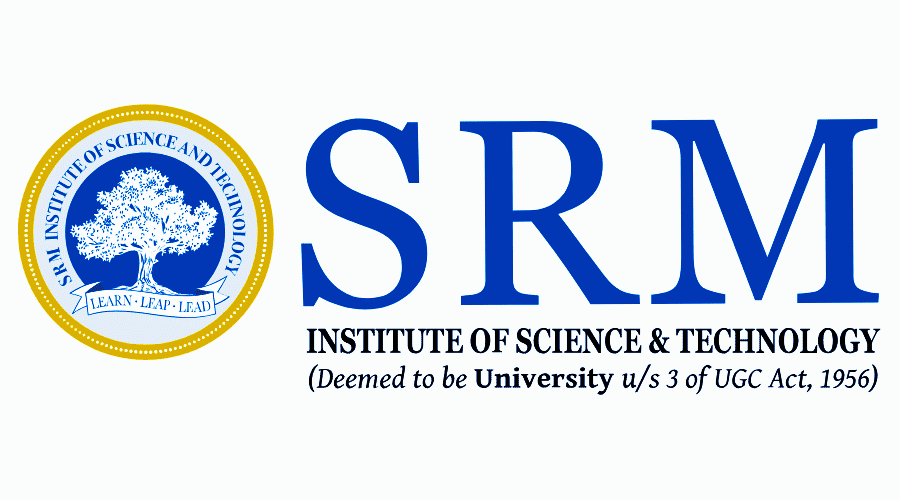 SRM INSTITUTE OF SCIENCE AND TECHNOLOGY
LEARN · LEAP · LEAD
SRM
INSTITUTE OF SCIENCE & TECHNOLOGY
(Deemed to be University u/s 3 of UGC Act, 1956)